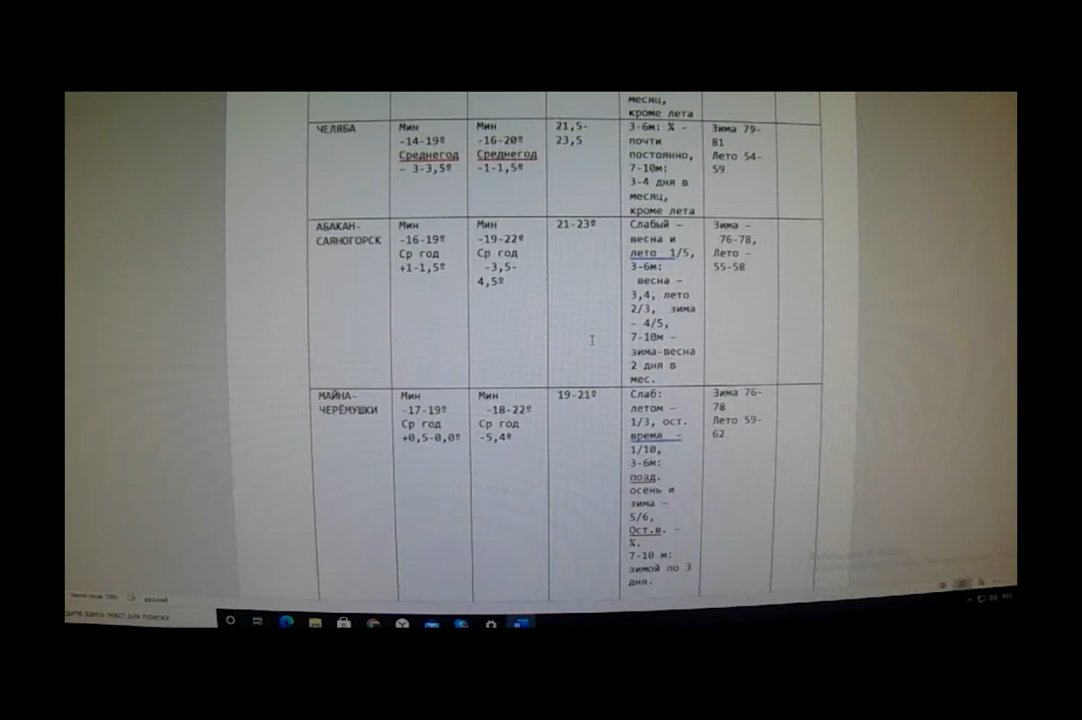 месяц,
кроме лета
ЧЕЛЯБА
Мин
-14-19º
Среднегод
– 3-3,5º
Мин
-16-20º
Среднегод
-1-1,5º
21,5-
23,5
3-6м: % –
почти
постоянно,
7-10м:
3-4 дня в
месяц,
кроме лета
Зима 79-
81
Лето 54-
59
АБАКАН-
САЯНОГОРСК
Мин
-16-19º
Ср год
+1-1,5º
Мин
-19-22º
Ср год
-3,5-
4,5º
21-23º
Слабый –
весна и
лето 1/5,
3-6м:
весна –
3,4, лето
2/3, зима
– 4/5,
7-10м –
зима-весна
2 дня в
мес.
Зима –
76-78,
Лето –
55-58
МАЙНА-
ЧЕРЁМУШКИ
Мин
-17-19º
Ср год
+0,5-0,0º
Мин
-18-22º
Ср год
-5,4º
19-21º
Слаб:
летом –
1/3, ост.
время –
1/10,
3-6м:
позд.
осень и
зима –
5/6,
Ост.в. –
%.
7-10 м:
зимой по 3
дня.
Зима 76-
78
Лето 59-
62
здесь текст для поиска
РУС